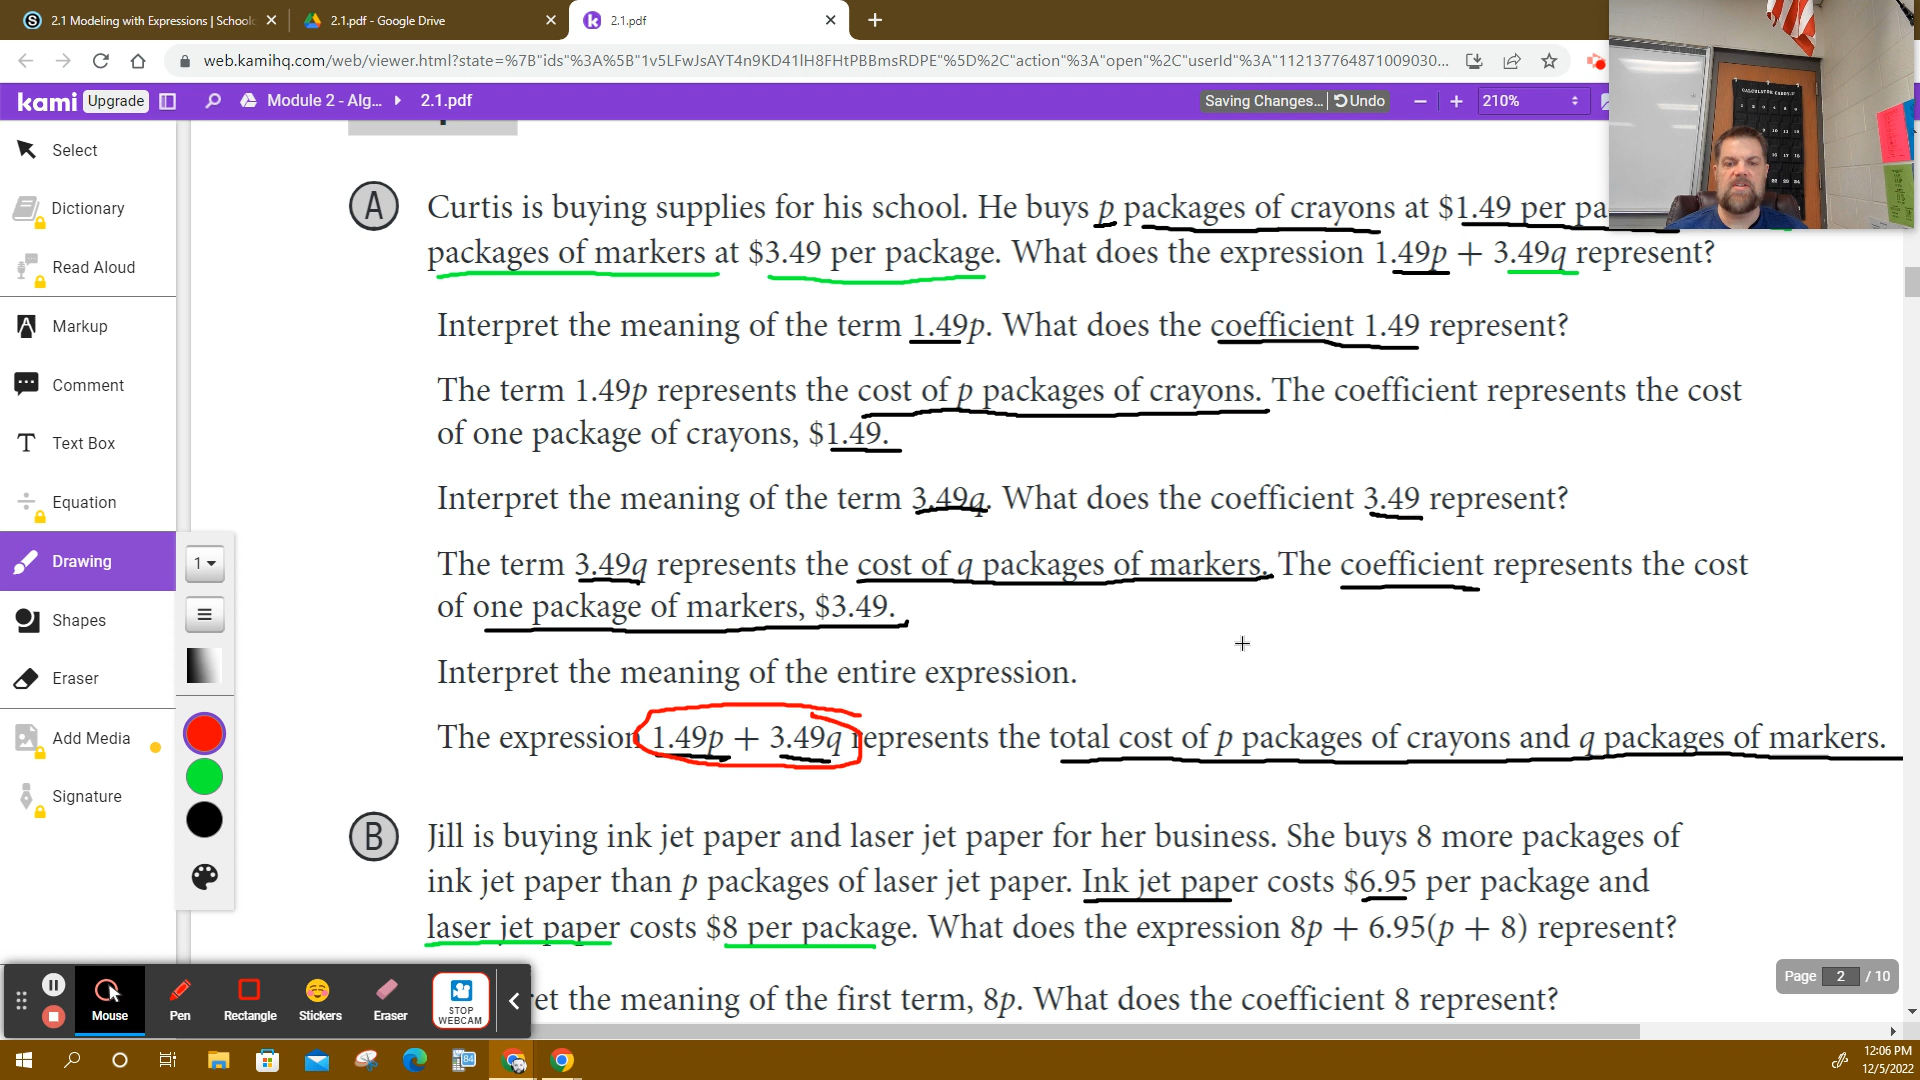 2.1 Modeling with Expressions | Schoolo
2.1.pdf - Google Drive
2.1.pdf
web.kamihq.com/web/viewer.html?state=%7B"ids"%3A%5B"1v5LFwJsAYT4n9KD41lH8FHtPBBmsRDPE"%5D%2C"action"%3A"open"%2C"userId"%3A"112137764871009030...
kami Upgrade Module 2 - Alg... 2.1.pdf Saving Changes... Undo 210%
Select
Dictionary
Read Aloud
Markup
Comment
Text Box
Equation
Drawing
Shapes
Eraser
Add Media
Signature
1
CALCULATOR CADDY
A Curtis is buying supplies for his school. He buys p packages of crayons at $1.49 per pa
packages of markers at $3.49 per package. What does the expression 1.49p + 3.49q represent?
Interpret the meaning of the term 1.49p. What does the coefficient 1.49 represent?
The term 1.49p represents the cost of p packages of crayons. The coefficient represents the cost
of one package of crayons, $1.49.
Interpret the meaning of the term 3.49q. What does the coefficient 3.49 represent?
The term 3.49q represents the cost of q packages of markers. The coefficient represents the cost
of one package of markers, $3.49.
Interpret the meaning of the entire expression.
The expression 1.49p + 3.49q represents the total cost of p packages of crayons and q packages of markers.
B Jill is buying ink jet paper and laser jet paper for her business. She buys 8 more packages of
ink jet paper than p packages of laser jet paper. Ink jet paper costs $6.95 per package and
laser jet paper costs $8 per package. What does the expression 8p + 6.95(p + 8) represent?
ret the meaning of the first term, 8p. What does the coefficient 8 represent?
Page 2 / 10
Mouse Pen Rectangle Stickers Eraser STOP WEBCAM
84
12:06 PM
12/5/2022